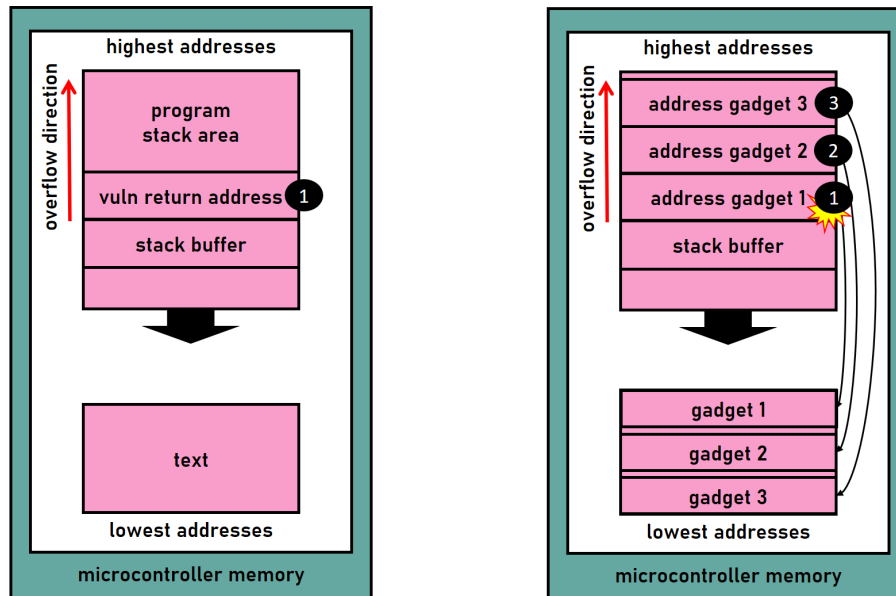 highest addresses
overflow direction
program
stack area
vuln return address
1
stack buffer
text
lowest addresses
microcontroller memory
highest addresses
overflow direction
address gadget 3
3
address gadget 2
2
address gadget 1
1
stack buffer
gadget 1
gadget 2
gadget 3
lowest addresses
microcontroller memory